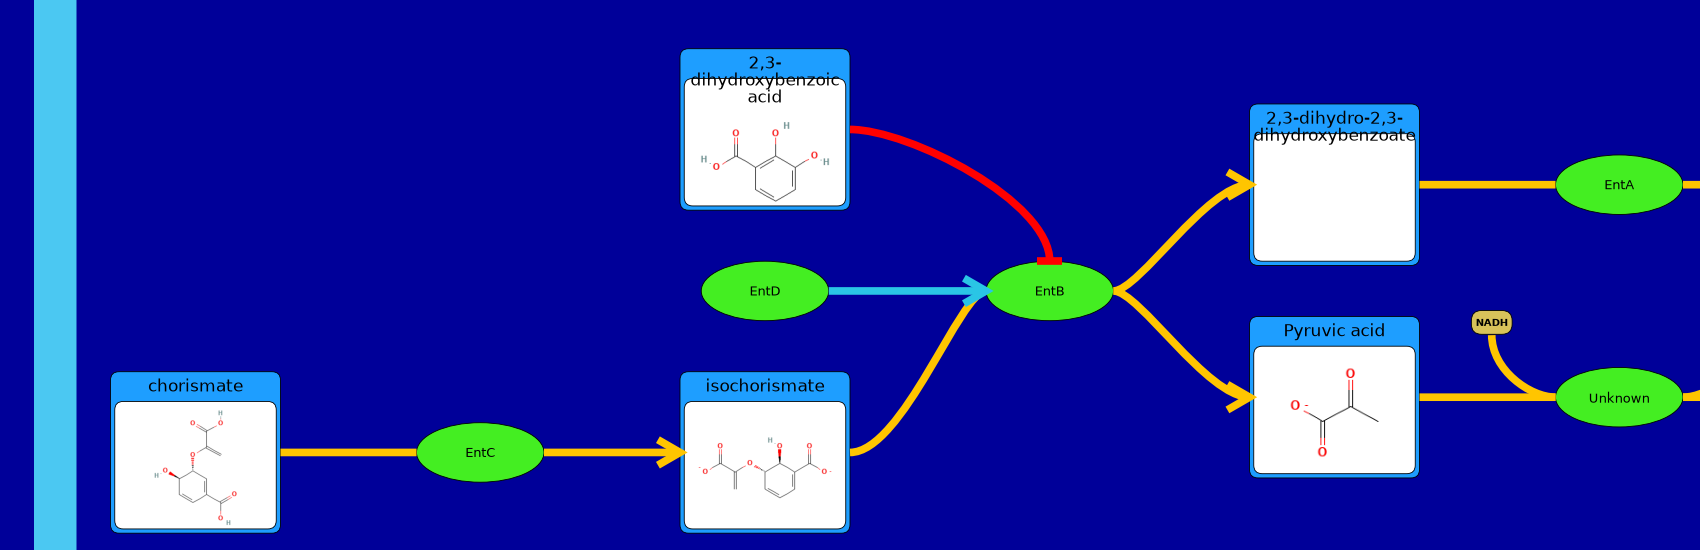 2,3-
dihydroxybenzoic
acid
O
H
O
H
O
O
H
2,3-dihydro-2,3-
dihydroxybenzoate
EntA
EntD
EntB
Pyruvic acid
O
O -
O
NADH
Unknown
chorismate
H
O
O
O
O
H
O
O
H
EntC
isochorismate
H
O
O
O
O
-O
O-